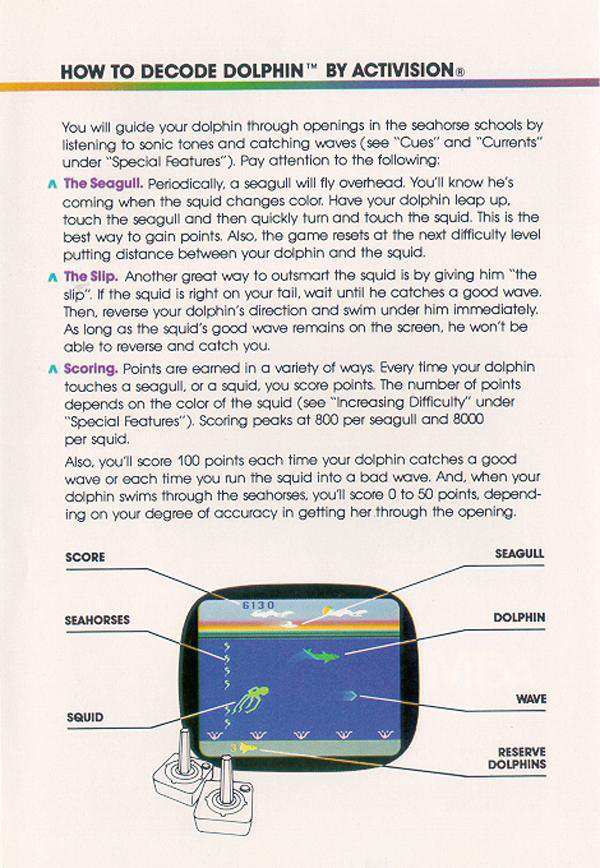 HOW TO DECODE DOLPHIN™ BY ACTIVISION®
You will guide your dolphin through openings in the seahorse schools by
listening to sonic tones and catching waves (see "Cues" and "Currents"
under "Special Features"). Pay attention to the following:
The Seagull. Periodically, a seagull will fly overhead. You'll know he's
coming when the squid changes color. Have your dolphin leap up,
touch the seagull and then quickly turn and touch the squid. This is the
best way to gain points. Also, the game resets at the next difficulty level
putting distance between your dolphin and the squid.
The Slip. Another great way to outsmart the squid is by giving him "the
slip". If the squid is right on your tail, wait until he catches a good wave.
Then, reverse your dolphin's direction and swim under him immediately.
As long as the squid's good wave remains on the screen, he won't be
able to reverse and catch you.
Scoring. Points are earned in a variety of ways. Every time your dolphin
touches a seagull, or a squid, you score points. The number of points
depends on the color of the squid (see "Increasing Difficulty" under
"Special Features"). Scoring peaks at 800 per seagull and 8000
per squid.
Also, you'll score 100 points each time your dolphin catches a good
wave or each time you run the squid into a bad wave. And, when your
dolphin swims through the seahorses, you'll score 0 to 50 points, depend-
ing on your degree of accuracy in getting her through the opening.
SCORE
SEAGULL
6130
SEAHORSES
DOLPHIN
SQUID
WAVE
3
RESERVE
DOLPHINS